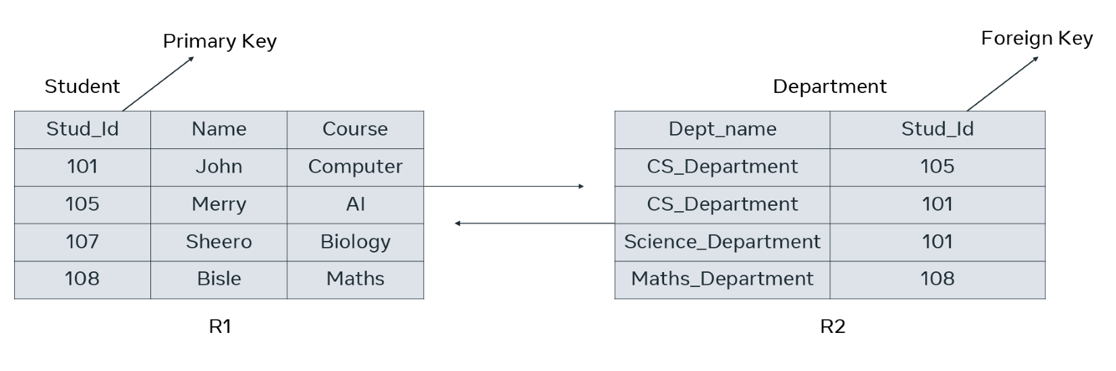 Primary Key
Foreign Key
Student
Department
Stud_Id Name Course
101 John Computer
105 Merry AI
107 Sheero Biology
108 Bisle Maths
R1
Dept_name Stud_Id
CS_Department 105
CS_Department 101
Science_Department 101
Maths_Department 108
R2